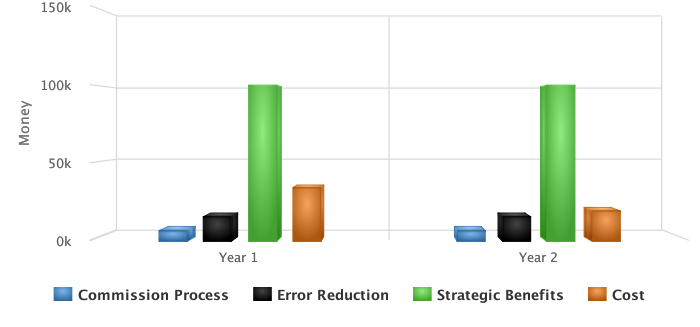 150k
100k
50k
0k
Money
Year 1
Year 2
Commission Process
Error Reduction
Strategic Benefits
Cost